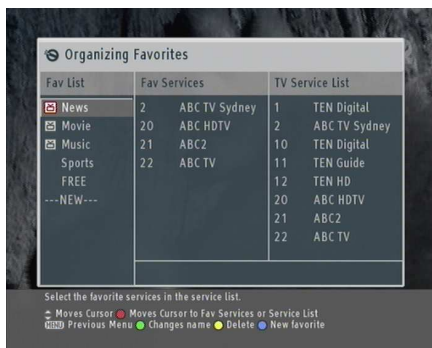 Organizing Favorites
Fav List Fav Services TV Service List
News 2 ABC TV Sydney 1 TEN Digital
Movie 20 ABC HDTV 2 ABC TV Sydney
Music 21 ABC2 10 TEN Digital
Sports 22 ABC TV 11 TEN Guide
FREE 12 TEN HD
---NEW--- 20 ABC HDTV
21 ABC2
22 ABC TV
Select the favorite services in the service list.
Moves Cursor Moves Cursor to Fav Services or Service List
MENU Previous Menu Changes name Delete New favorite